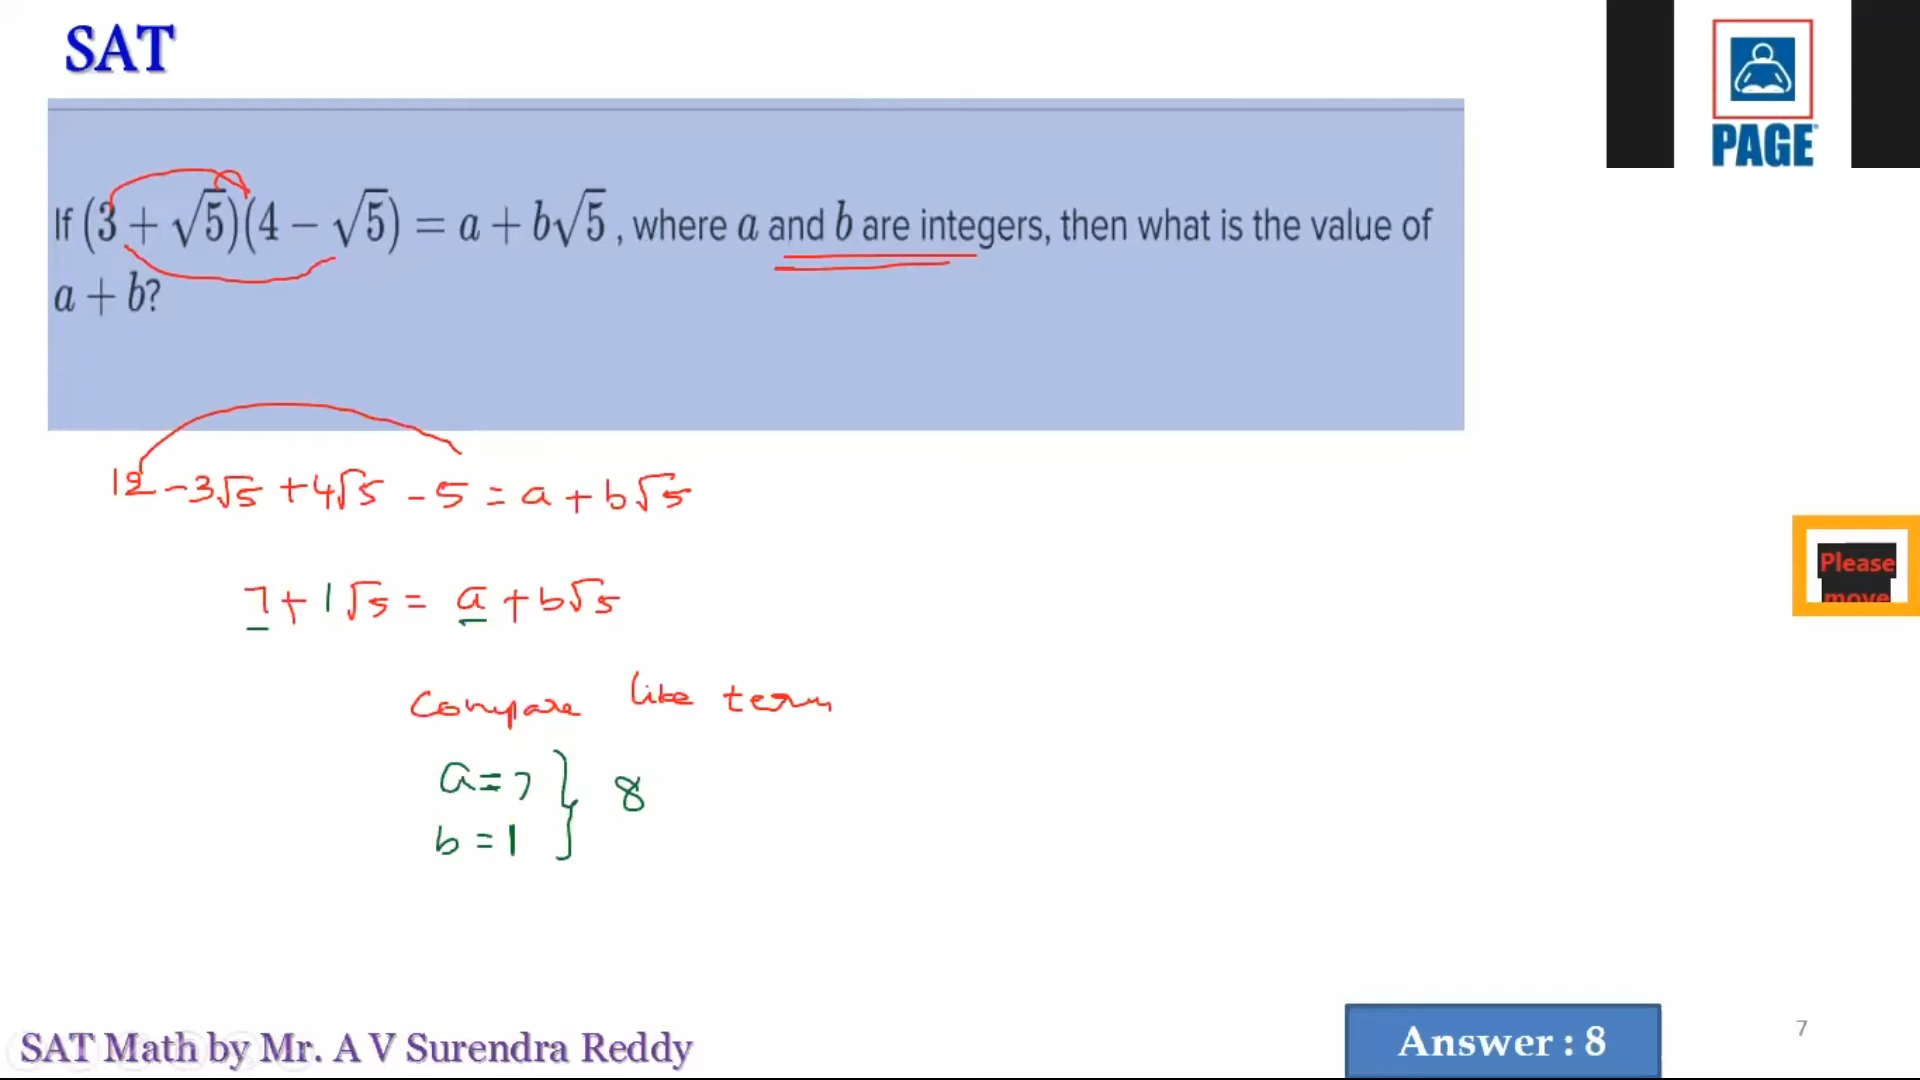 SAT
PAGE
If (3 + √5)(4 − √5) = a + b√5 , where a and b are integers, then what is the value of
a + b?
12 − 3√5 + 4√5 − 5 = a + b√5
7 + 1√5 = a + b√5
Compare like term
a = 7
b = 1
8
Please
move
SAT Math by Mr. A V Surendra Reddy
Answer : 8
7